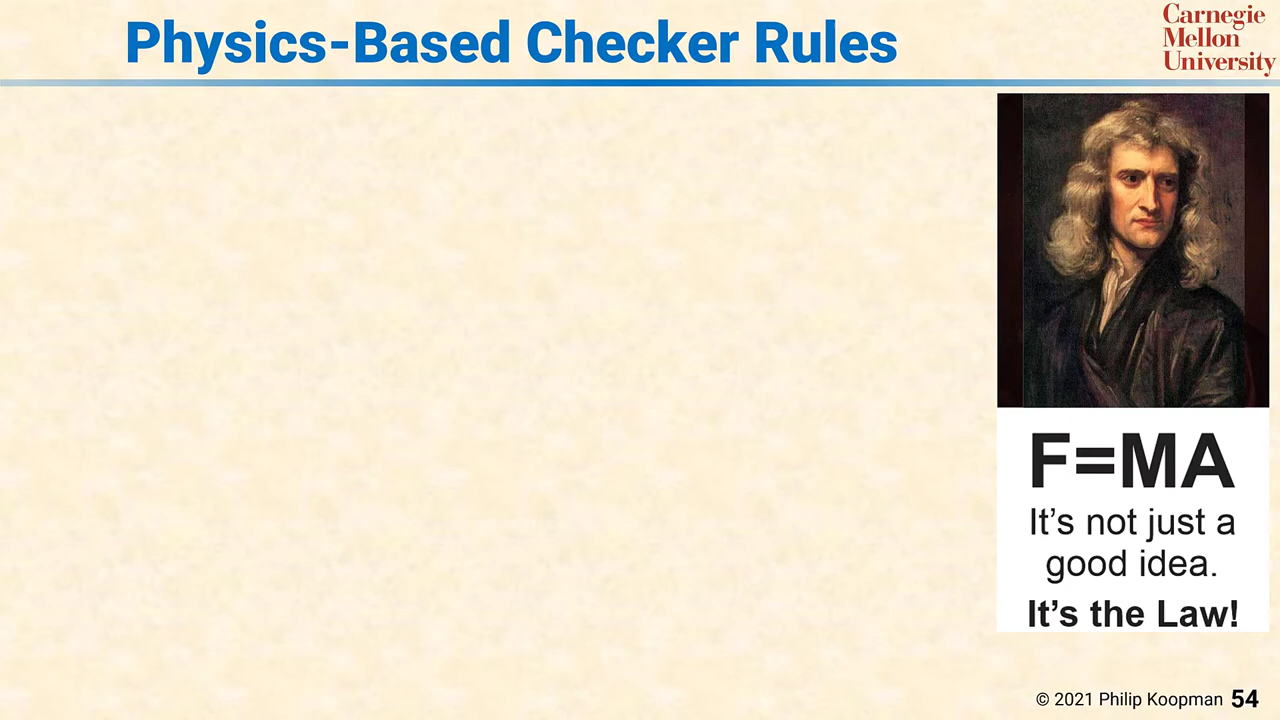 Physics-Based Checker Rules
Carnegie
Mellon
University
F=MA
It's not just a
good idea.
It's the Law!
© 2021 Philip Koopman 54